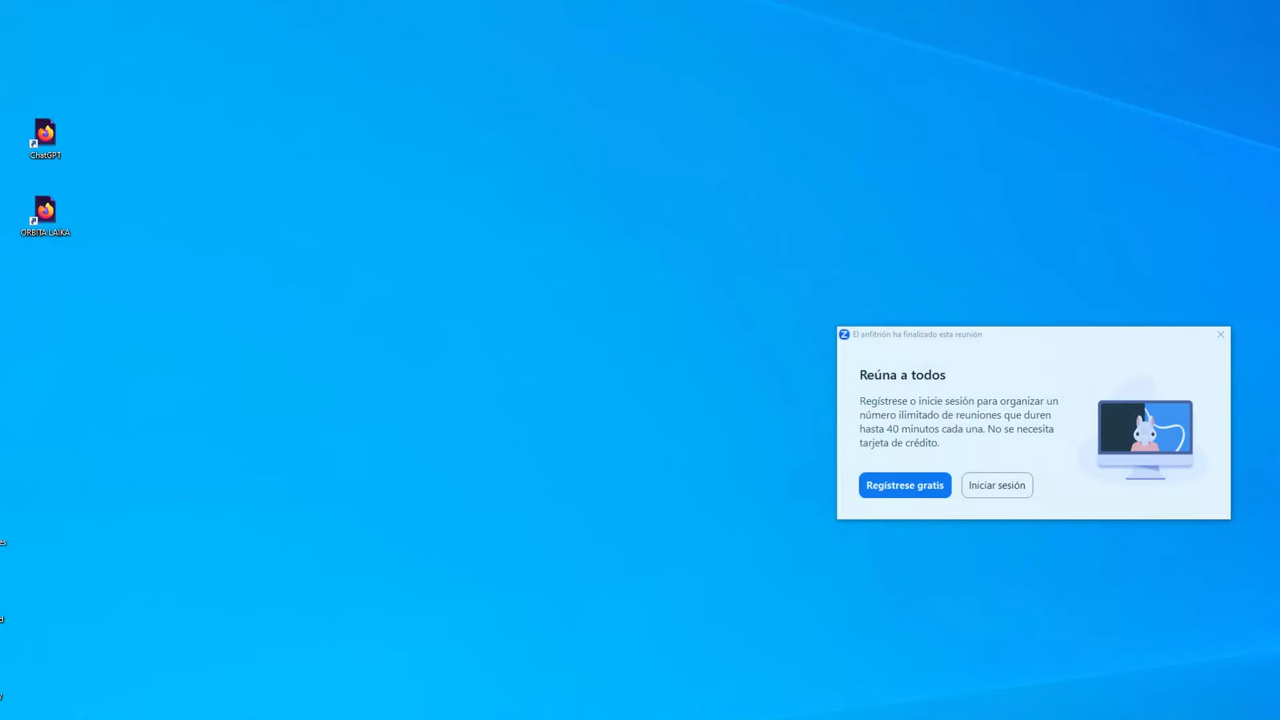 ChatGPT
ORBITA LAIKA
El anfitrión ha finalizado esta reunión
Reúna a todos
Regístrese o inicie sesión para organizar un
número ilimitado de reuniones que duren
hasta 40 minutos cada una. No se necesita
tarjeta de crédito.
Regístrese gratis
Iniciar sesión